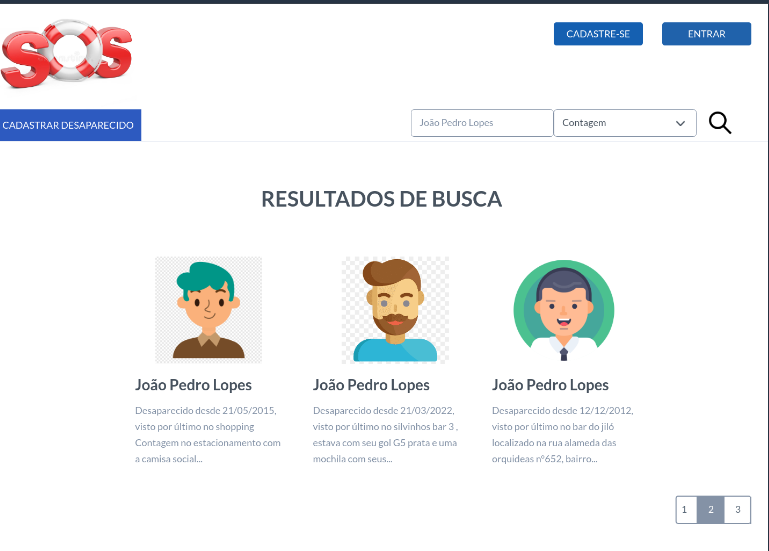 SOS
CADASTRE-SE
ENTRAR
CADASTRAR DESAPARECIDO
João Pedro Lopes
Contagem
RESULTADOS DE BUSCA
João Pedro Lopes
Desaparecido desde 21/05/2015,
visto por último no shopping
Contagem no estacionamento com
a camisa social...
João Pedro Lopes
Desaparecido desde 21/03/2022,
visto por último no silvinhos bar 3 ,
estava com seu gol G5 prata e uma
mochila com seus...
João Pedro Lopes
Desaparecido desde 12/12/2012,
visto por último no bar do jiló
localizado na rua alameda das
orquideas nº652, bairro...
1 2 3